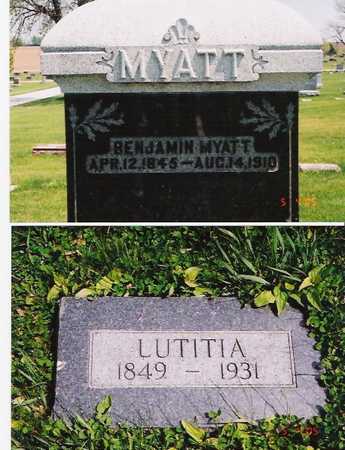 MYATT
BENJAMIN MYATT
APR. 12, 1845 — AUG. 14, 1910
LUTITIA
1849 – 1931